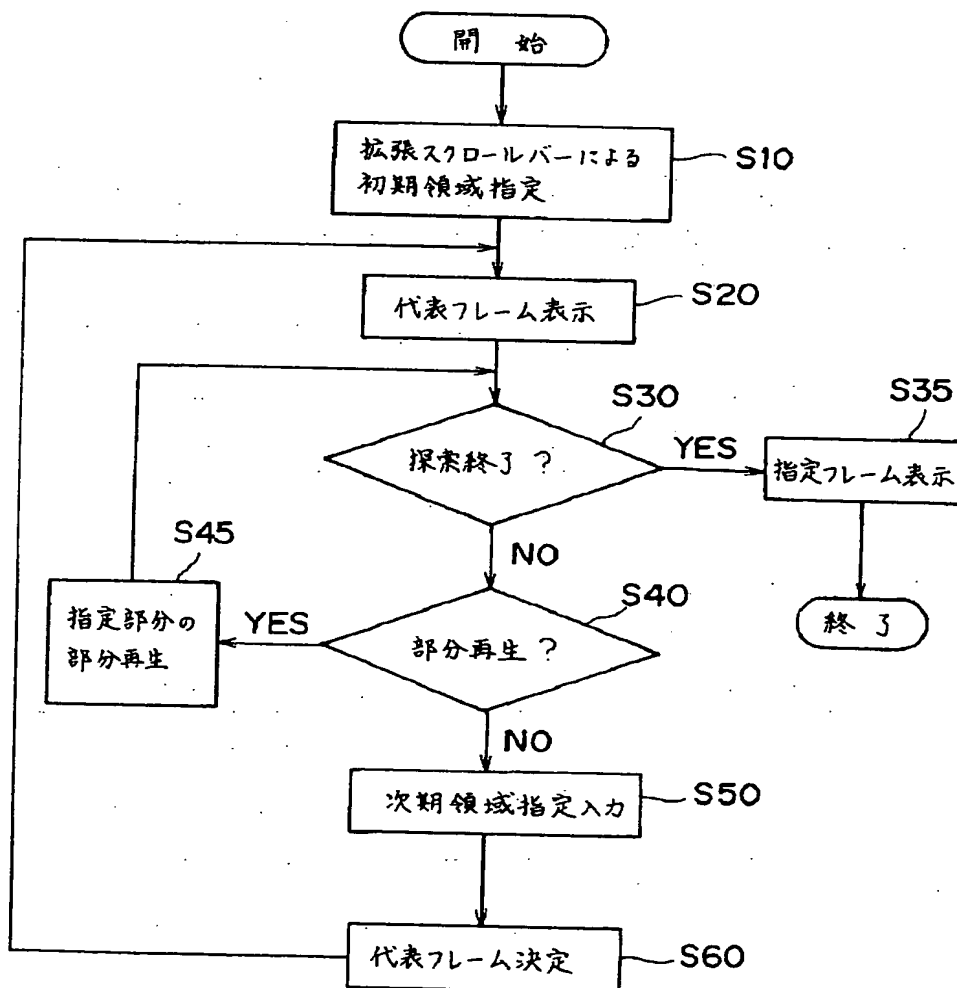 開 始
拡張スクロールバーによる
初期領域指定
S10
代表フレーム表示
S20
探索終了?
S30
YES
S35
指定フレーム表示
終了
NO
S40
部分再生?
YES
S45
指定部分の
部分再生
NO
次期領域指定入力
S50
代表フレーム決定
S60